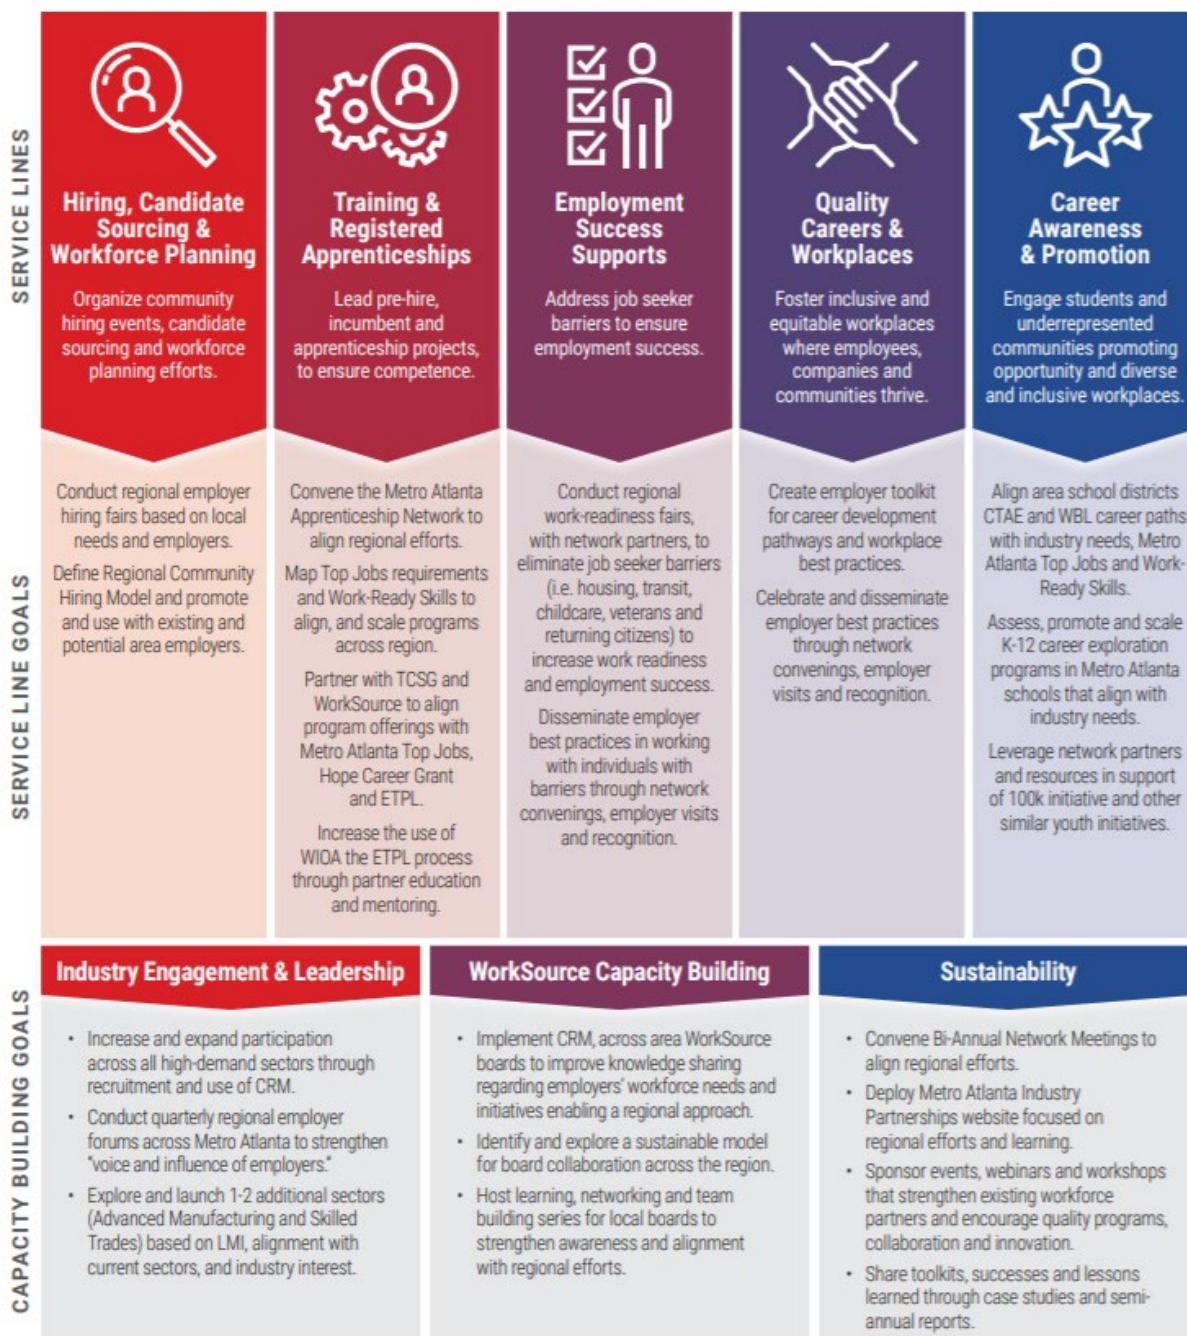 SERVICE LINES
Hiring, Candidate
Sourcing &
Workforce Planning
Organize community
hiring events, candidate
sourcing and workforce
planning efforts.
Training &
Registered
Apprenticeships
Lead pre-hire,
incumbent and
apprenticeship projects,
to ensure competence.
Employment
Success
Supports
Address job seeker
barriers to ensure
employment success.
Quality
Careers &
Workplaces
Foster inclusive and
equitable workplaces
where employees,
companies and
communities thrive.
Career
Awareness
& Promotion
Engage students and
underrepresented
communities promoting
opportunity and diverse
and inclusive workplaces.
SERVICE LINE GOALS
Conduct regional employer
hiring fairs based on local
needs and employers.
Define Regional Community
Hiring Model and promote
and use with existing and
potential area employers.
Convene the Metro Atlanta
Apprenticeship Network to
align regional efforts.
Map Top Jobs requirements
and Work-Ready Skills to
align, and scale programs
across region.
Partner with TCSG and
WorkSource to align
program offerings with
Metro Atlanta Top Jobs,
Hope Career Grant
and ETPL.
Increase the use of
WIOA the ETPL process
through partner education
and mentoring.
Conduct regional
work-readiness fairs,
with network partners, to
eliminate job seeker barriers
(i.e. housing, transit,
childcare, veterans and
returning citizens) to
increase work readiness
and employment success.
Disseminate employer
best practices in working
with individuals with
barriers through network
convenings, employer visits
and recognition.
Create employer toolkit
for career development
pathways and workplace
best practices.
Celebrate and disseminate
employer best practices
through network
convenings, employer
visits and recognition.
Align area school districts
CTAE and WBL career paths
with industry needs, Metro
Atlanta Top Jobs and Work-
Ready Skills.
Assess, promote and scale
K-12 career exploration
programs in Metro Atlanta
schools that align with
industry needs.
Leverage network partners
and resources in support
of 100k initiative and other
similar youth initiatives.
CAPACITY BUILDING GOALS
Industry Engagement & Leadership
• Increase and expand participation
across all high-demand sectors through
recruitment and use of CRM.
• Conduct quarterly regional employer
forums across Metro Atlanta to strengthen
"voice and influence of employers."
• Explore and launch 1-2 additional sectors
(Advanced Manufacturing and Skilled
Trades) based on LMI, alignment with
current sectors, and industry interest.
WorkSource Capacity Building
• Implement CRM, across area WorkSource
boards to improve knowledge sharing
regarding employers' workforce needs and
initiatives enabling a regional approach.
• Identify and explore a sustainable model
for board collaboration across the region.
• Host learning, networking and team
building series for local boards to
strengthen awareness and alignment
with regional efforts.
Sustainability
• Convene Bi-Annual Network Meetings to
align regional efforts.
• Deploy Metro Atlanta Industry
Partnerships website focused on
regional efforts and learning.
• Sponsor events, webinars and workshops
that strengthen existing workforce
partners and encourage quality programs,
collaboration and innovation.
• Share toolkits, successes and lessons
learned through case studies and semi-
annual reports.